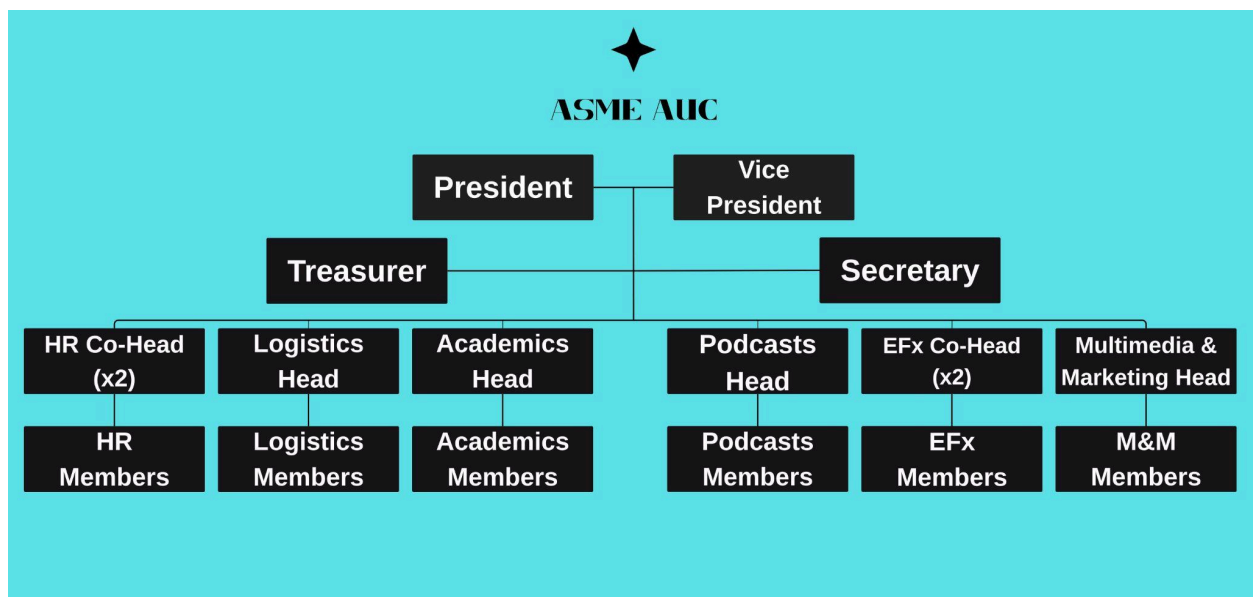 ASME AUC
President
Vice
President
Treasurer
Secretary
HR Co-Head
(x2)
Logistics
Head
Academics
Head
Podcasts
Head
EFx Co-Head
(x2)
Multimedia &
Marketing Head
HR
Members
Logistics
Members
Academics
Members
Podcasts
Members
EFx
Members
M&M
Members